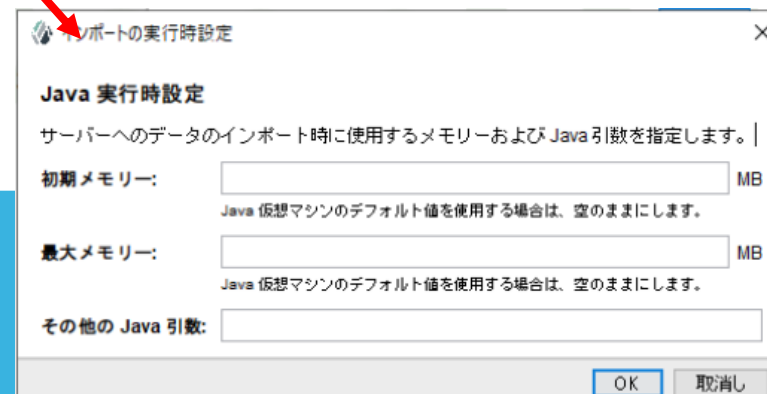 インポートの実行時設定
Java 実行時設定
サーバーへのデータのインポート時に使用するメモリーおよび Java 引数を指定します。
初期メモリー: MB
Java 仮想マシンのデフォルト値を使用する場合は、空のままにします。
最大メモリー: MB
Java 仮想マシンのデフォルト値を使用する場合は、空のままにします。
その他の Java 引数:
OK 取消し